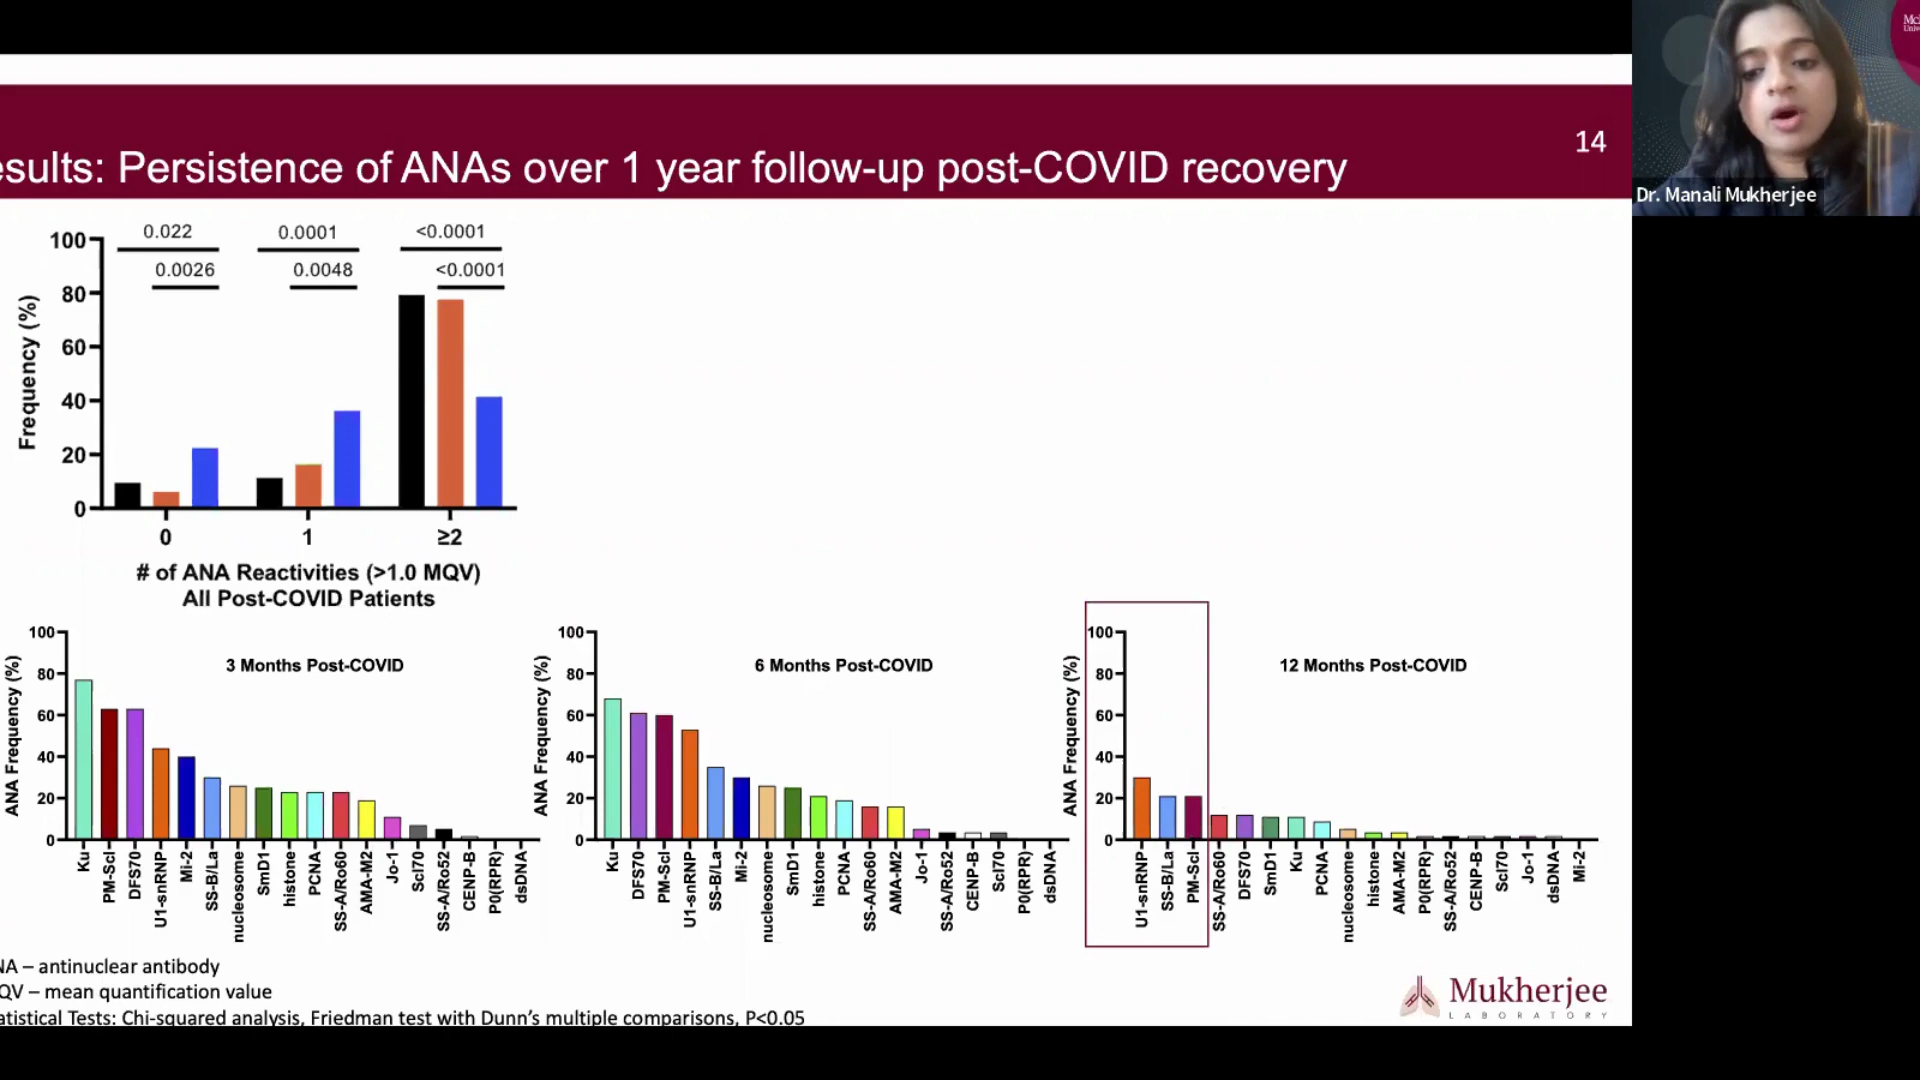 esults: Persistence of ANAs over 1 year follow-up post-COVID recovery
14
Dr. Manali Mukherjee
0.022
0.0001
<0.0001
0.0026
0.0048
<0.0001
Frequency (%)
100
80
60
40
20
0
0
1
≥2
# of ANA Reactivities (>1.0 MQV)
All Post-COVID Patients
3 Months Post-COVID
ANA Frequency (%)
100
80
60
40
20
0
Ku
PM-Scl
DFS70
U1-snRNP
Mi-2
SS-B/La
nucleosome
SmD1
histone
PCNA
SS-A/Ro60
AMA-M2
Jo-1
Scl70
SS-A/Ro52
CENP-B
P0(RPR)
dsDNA
6 Months Post-COVID
ANA Frequency (%)
100
80
60
40
20
0
Ku
DFS70
PM-Scl
U1-snRNP
SS-B/La
Mi-2
nucleosome
SmD1
histone
PCNA
SS-A/Ro60
AMA-M2
Jo-1
SS-A/Ro52
CENP-B
Scl70
P0(RPR)
dsDNA
12 Months Post-COVID
ANA Frequency (%)
100
80
60
40
20
0
U1-snRNP
SS-B/La
PM-Scl
SS-A/Ro60
DFS70
SmD1
Ku
PCNA
nucleosome
histone
AMA-M2
P0(RPR)
SS-A/Ro52
CENP-B
Scl70
Jo-1
dsDNA
Mi-2
NA – antinuclear antibody
QV – mean quantification value
atistical Tests: Chi-squared analysis, Friedman test with Dunn's multiple comparisons, P<0.05
Mukherjee
LABORATORY